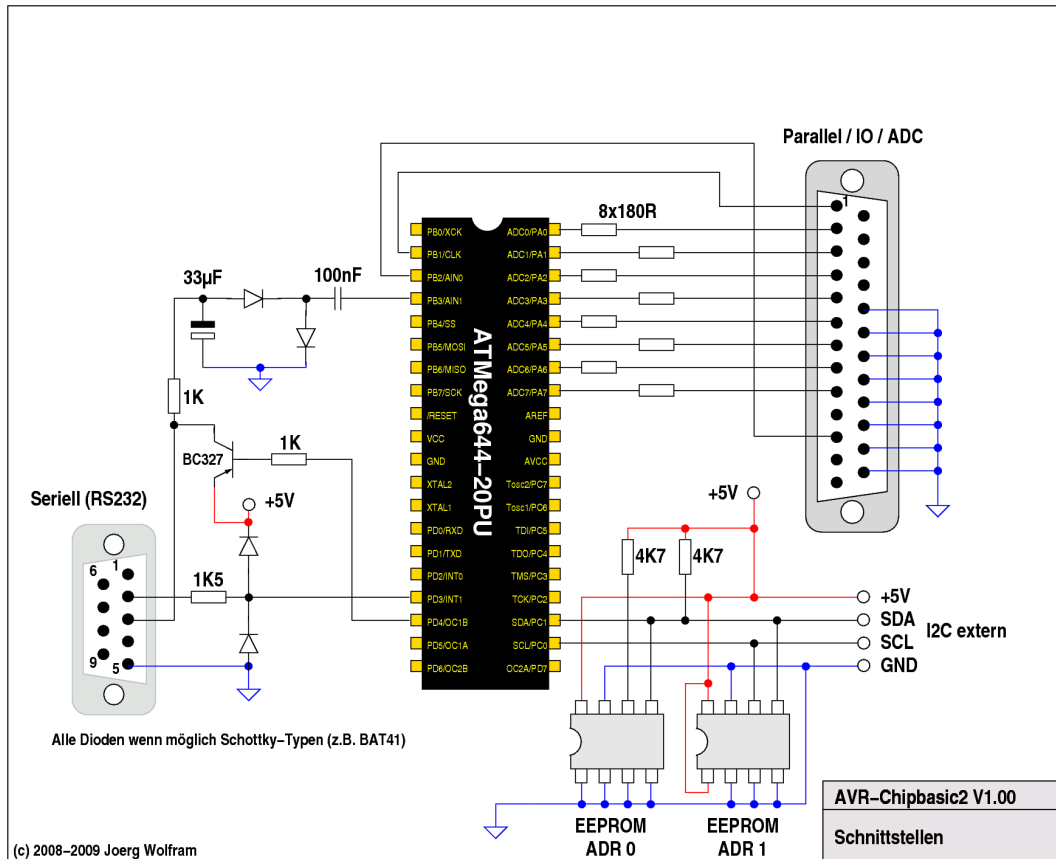 Parallel / IO / ADC
1
8x180R
33µF
100nF
PB0/XCK
PB1/CLK
PB2/AIN0
PB3/AIN1
PB4/SS
PB5/MOSI
PB6/MISO
PB7/SCK
/RESET
VCC
GND
XTAL2
XTAL1
PD0/RXD
PD1/TXD
PD2/INT0
PD3/INT1
PD4/OC1B
PD5/OC1A
PD6/OC2B
ATMega644-20PU
ADC0/PA0
ADC1/PA1
ADC2/PA2
ADC3/PA3
ADC4/PA4
ADC5/PA5
ADC6/PA6
ADC7/PA7
AREF
GND
AVCC
Tosc2/PC7
Tosc1/PC6
TDI/PC5
TDO/PC4
TMS/PC3
TCK/PC2
SDA/PC1
SCL/PC0
OC2A/PD7
1K
BC327
1K
+5V
Seriell (RS232)
1
6
1K5
9
5
+5V
4K7
4K7
+5V
SDA
I2C extern
SCL
GND
Alle Dioden wenn möglich Schottky-Typen (z.B. BAT41)
EEPROM
ADR 0
EEPROM
ADR 1
AVR-Chipbasic2 V1.00
Schnittstellen
(c) 2008-2009 Joerg Wolfram